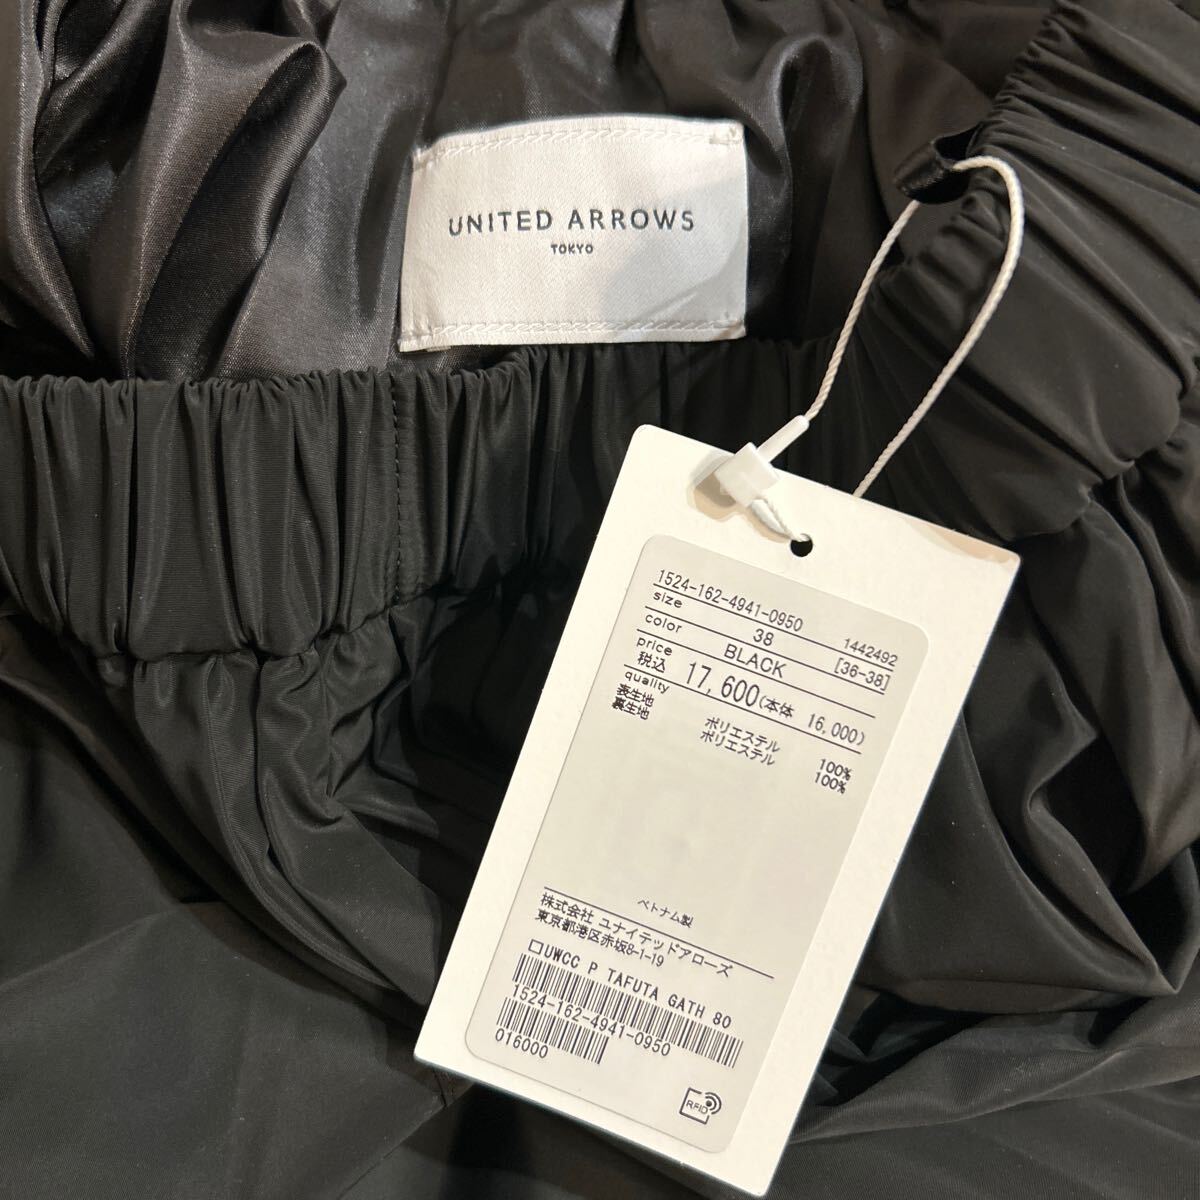 UNITED ARROWS
TOKYO
1524-162-4941-0950
size 38 1442492
color BLACK [36-38]
price
税込 17,600(本体 16,000)
quality
表生地 ポリエステル 100%
裏生地 ポリエステル 100%
ベトナム製
株式会社 ユナイテッドアローズ
東京都港区赤坂8-1-19
□UWCC P TAFUTA GATH 80
1524-162-4941-0950
016000
RFID